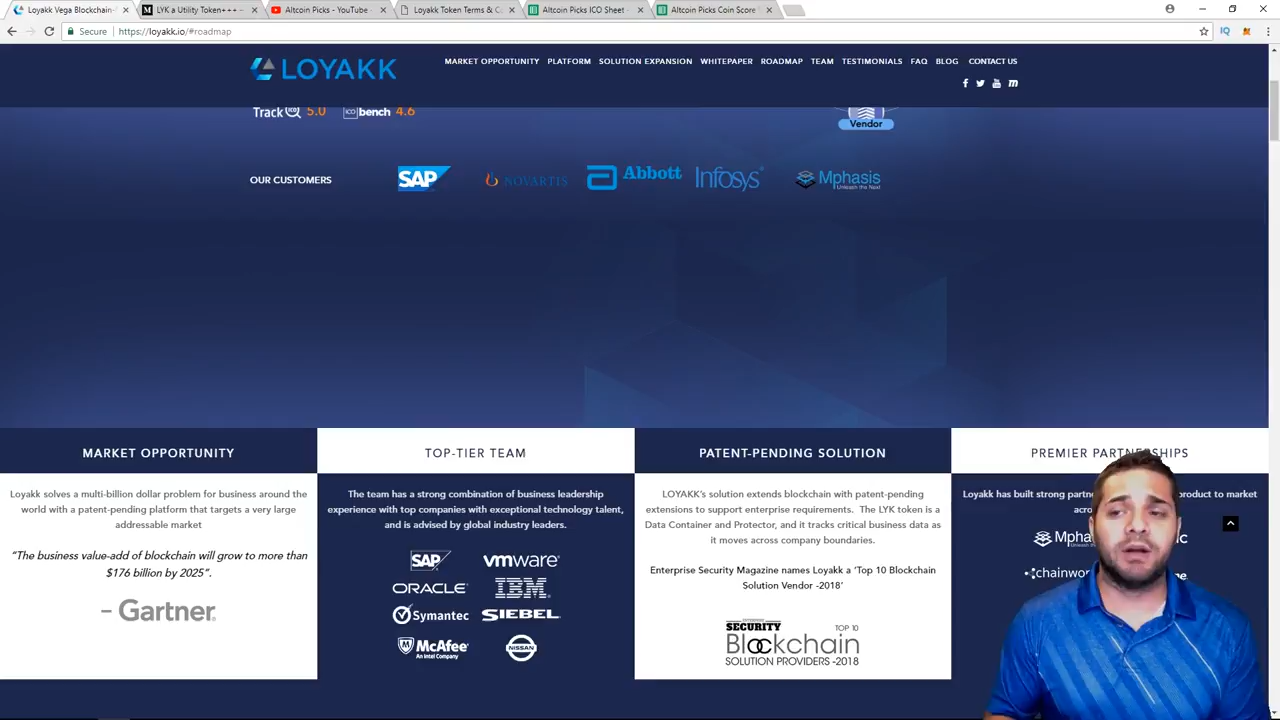 Loyakk Vega Blockchain-
LYK a Utility Token+++ -
Altcoin Picks - YouTube
Loyakk Token Terms & Co
Altcoin Picks ICO Sheet -
Altcoin Picks Coin Score
Secure
https://loyakk.io/#roadmap
LOYAKK
MARKET OPPORTUNITY PLATFORM SOLUTION EXPANSION WHITEPAPER ROADMAP TEAM TESTIMONIALS FAQ BLOG CONTACT US
Track ICO 5.0
ICO bench 4.6
Vendor
OUR CUSTOMERS
SAP
NOVARTIS
Abbott
Infosys
Mphasis
Unleash the Next
MARKET OPPORTUNITY
Loyakk solves a multi-billion dollar problem for business around the
world with a patent-pending platform that targets a very large
addressable market
“The business value-add of blockchain will grow to more than
$176 billion by 2025”.
– Gartner
TOP-TIER TEAM
The team has a strong combination of business leadership
experience with top companies with exceptional technology talent,
and is advised by global industry leaders.
SAP
vmware
ORACLE
IBM
Symantec
SIEBEL
McAfee
An Intel Company
NISSAN
PATENT-PENDING SOLUTION
LOYAKK's solution extends blockchain with patent-pending
extensions to support enterprise requirements. The LYK token is a
Data Container and Protector, and it tracks critical business data as
it moves across company boundaries.
Enterprise Security Magazine names Loyakk a ‘Top 10 Blockchain
Solution Vendor -2018’
SECURITY
TOP 10
Blockchain
SOLUTION PROVIDERS -2018
PREMIER PARTNERSHIPS
Loyakk has built strong product to market